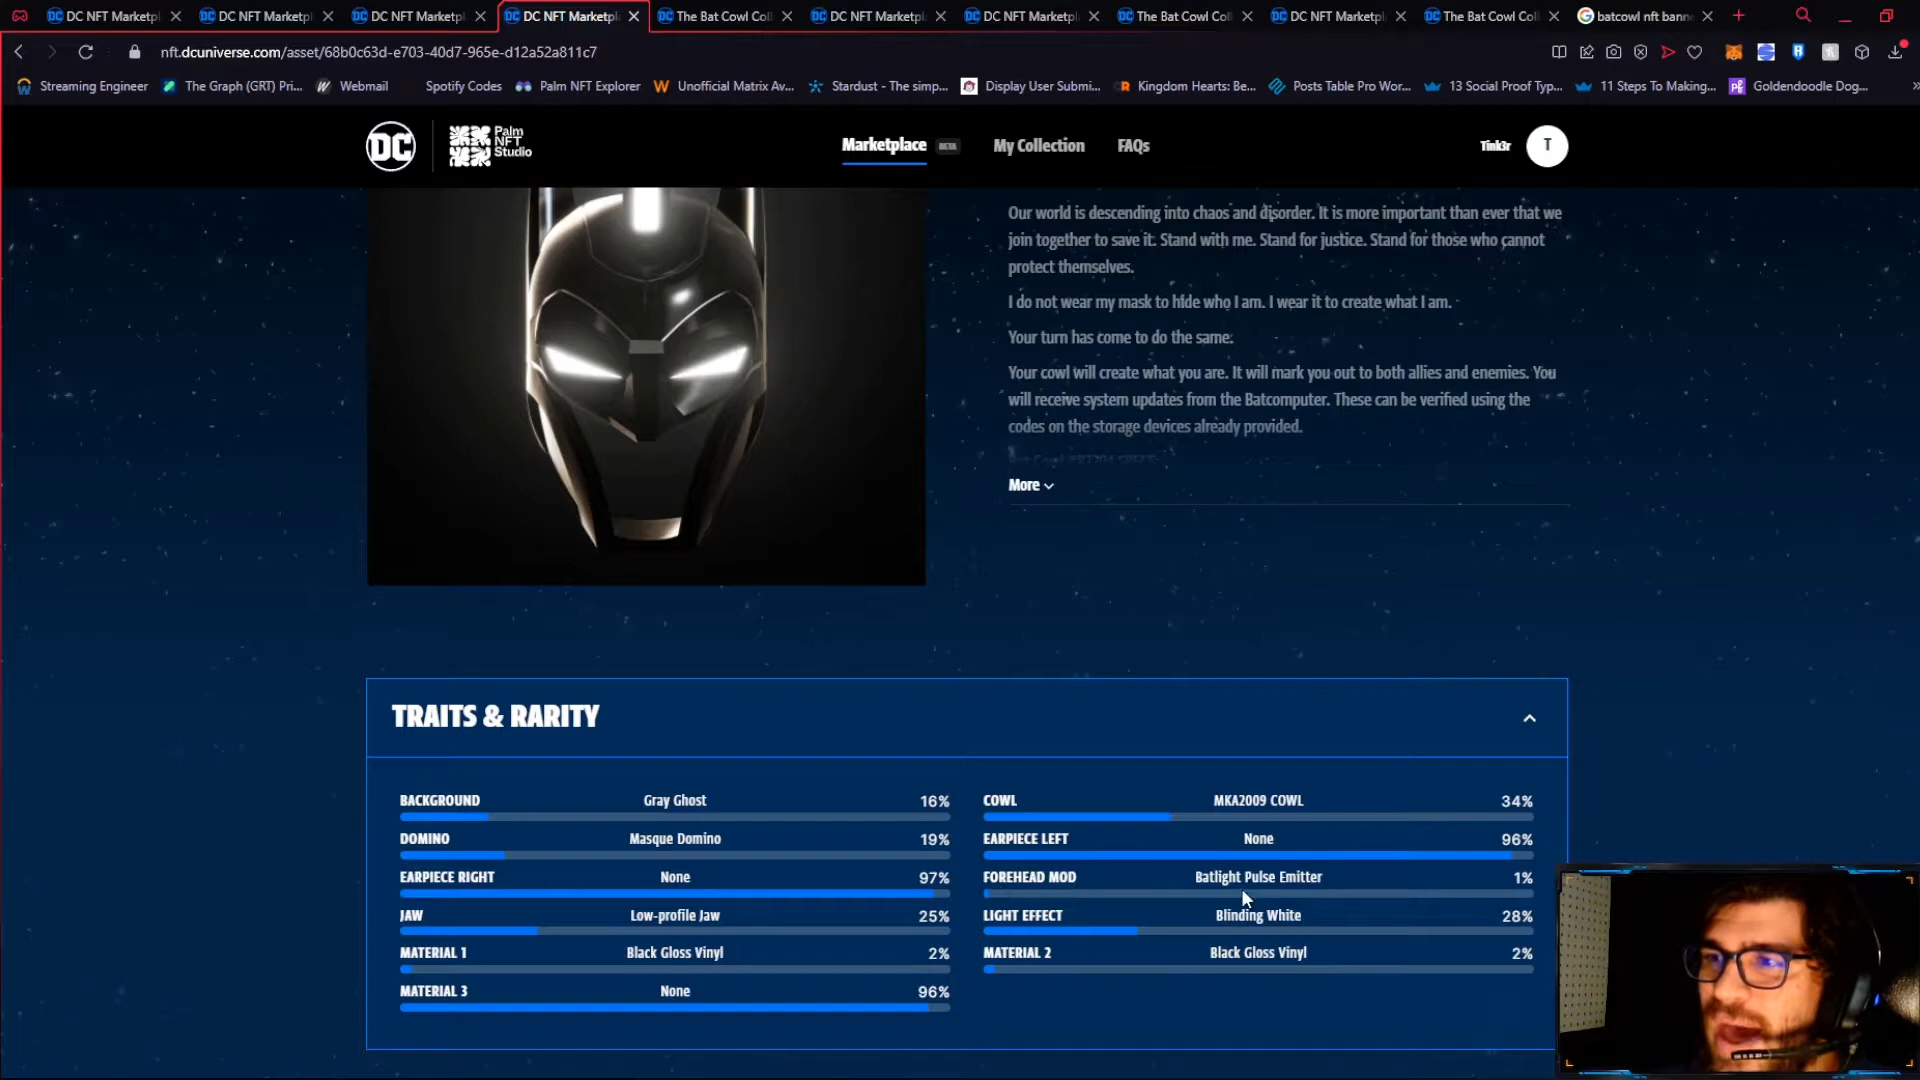 DC NFT Marketpl
DC NFT Marketpl
DC NFT Marketpl
DC NFT Marketpl
The Bat Cowl Coll
DC NFT Marketpl
DC NFT Marketpl
The Bat Cowl Coll
DC NFT Marketpl
The Bat Cowl Coll
batcowl nft bann
nft.dcuniverse.com/asset/68b0c63d-e703-40d7-965e-d12a52a811c7
Streaming Engineer
The Graph (GRT) Pri...
Webmail
Spotify Codes
Palm NFT Explorer
Unofficial Matrix Av...
Stardust - The simp...
Display User Submi...
Kingdom Hearts: Be...
Posts Table Pro Wor...
13 Social Proof Typ...
11 Steps To Making...
Goldendoodle Dog...
DC
Palm
NFT
Studio
Marketplace BETA
My Collection
FAQs
Tink3r
T
Our world is descending into chaos and disorder. It is more important than ever that we
join together to save it. Stand with me. Stand for justice. Stand for those who cannot
protect themselves.
I do not wear my mask to hide who I am. I wear it to create what I am.
Your turn has come to do the same.
Your cowl will create what you are. It will mark you out to both allies and enemies. You
will receive system updates from the Batcomputer. These can be verified using the
codes on the storage devices already provided.
More
TRAITS & RARITY
BACKGROUND Gray Ghost 16%
COWL MKA2009 COWL 34%
DOMINO Masque Domino 19%
EARPIECE LEFT None 96%
EARPIECE RIGHT None 97%
FOREHEAD MOD Batlight Pulse Emitter 1%
JAW Low-profile Jaw 25%
LIGHT EFFECT Blinding White 28%
MATERIAL 1 Black Gloss Vinyl 2%
MATERIAL 2 Black Gloss Vinyl 2%
MATERIAL 3 None 96%